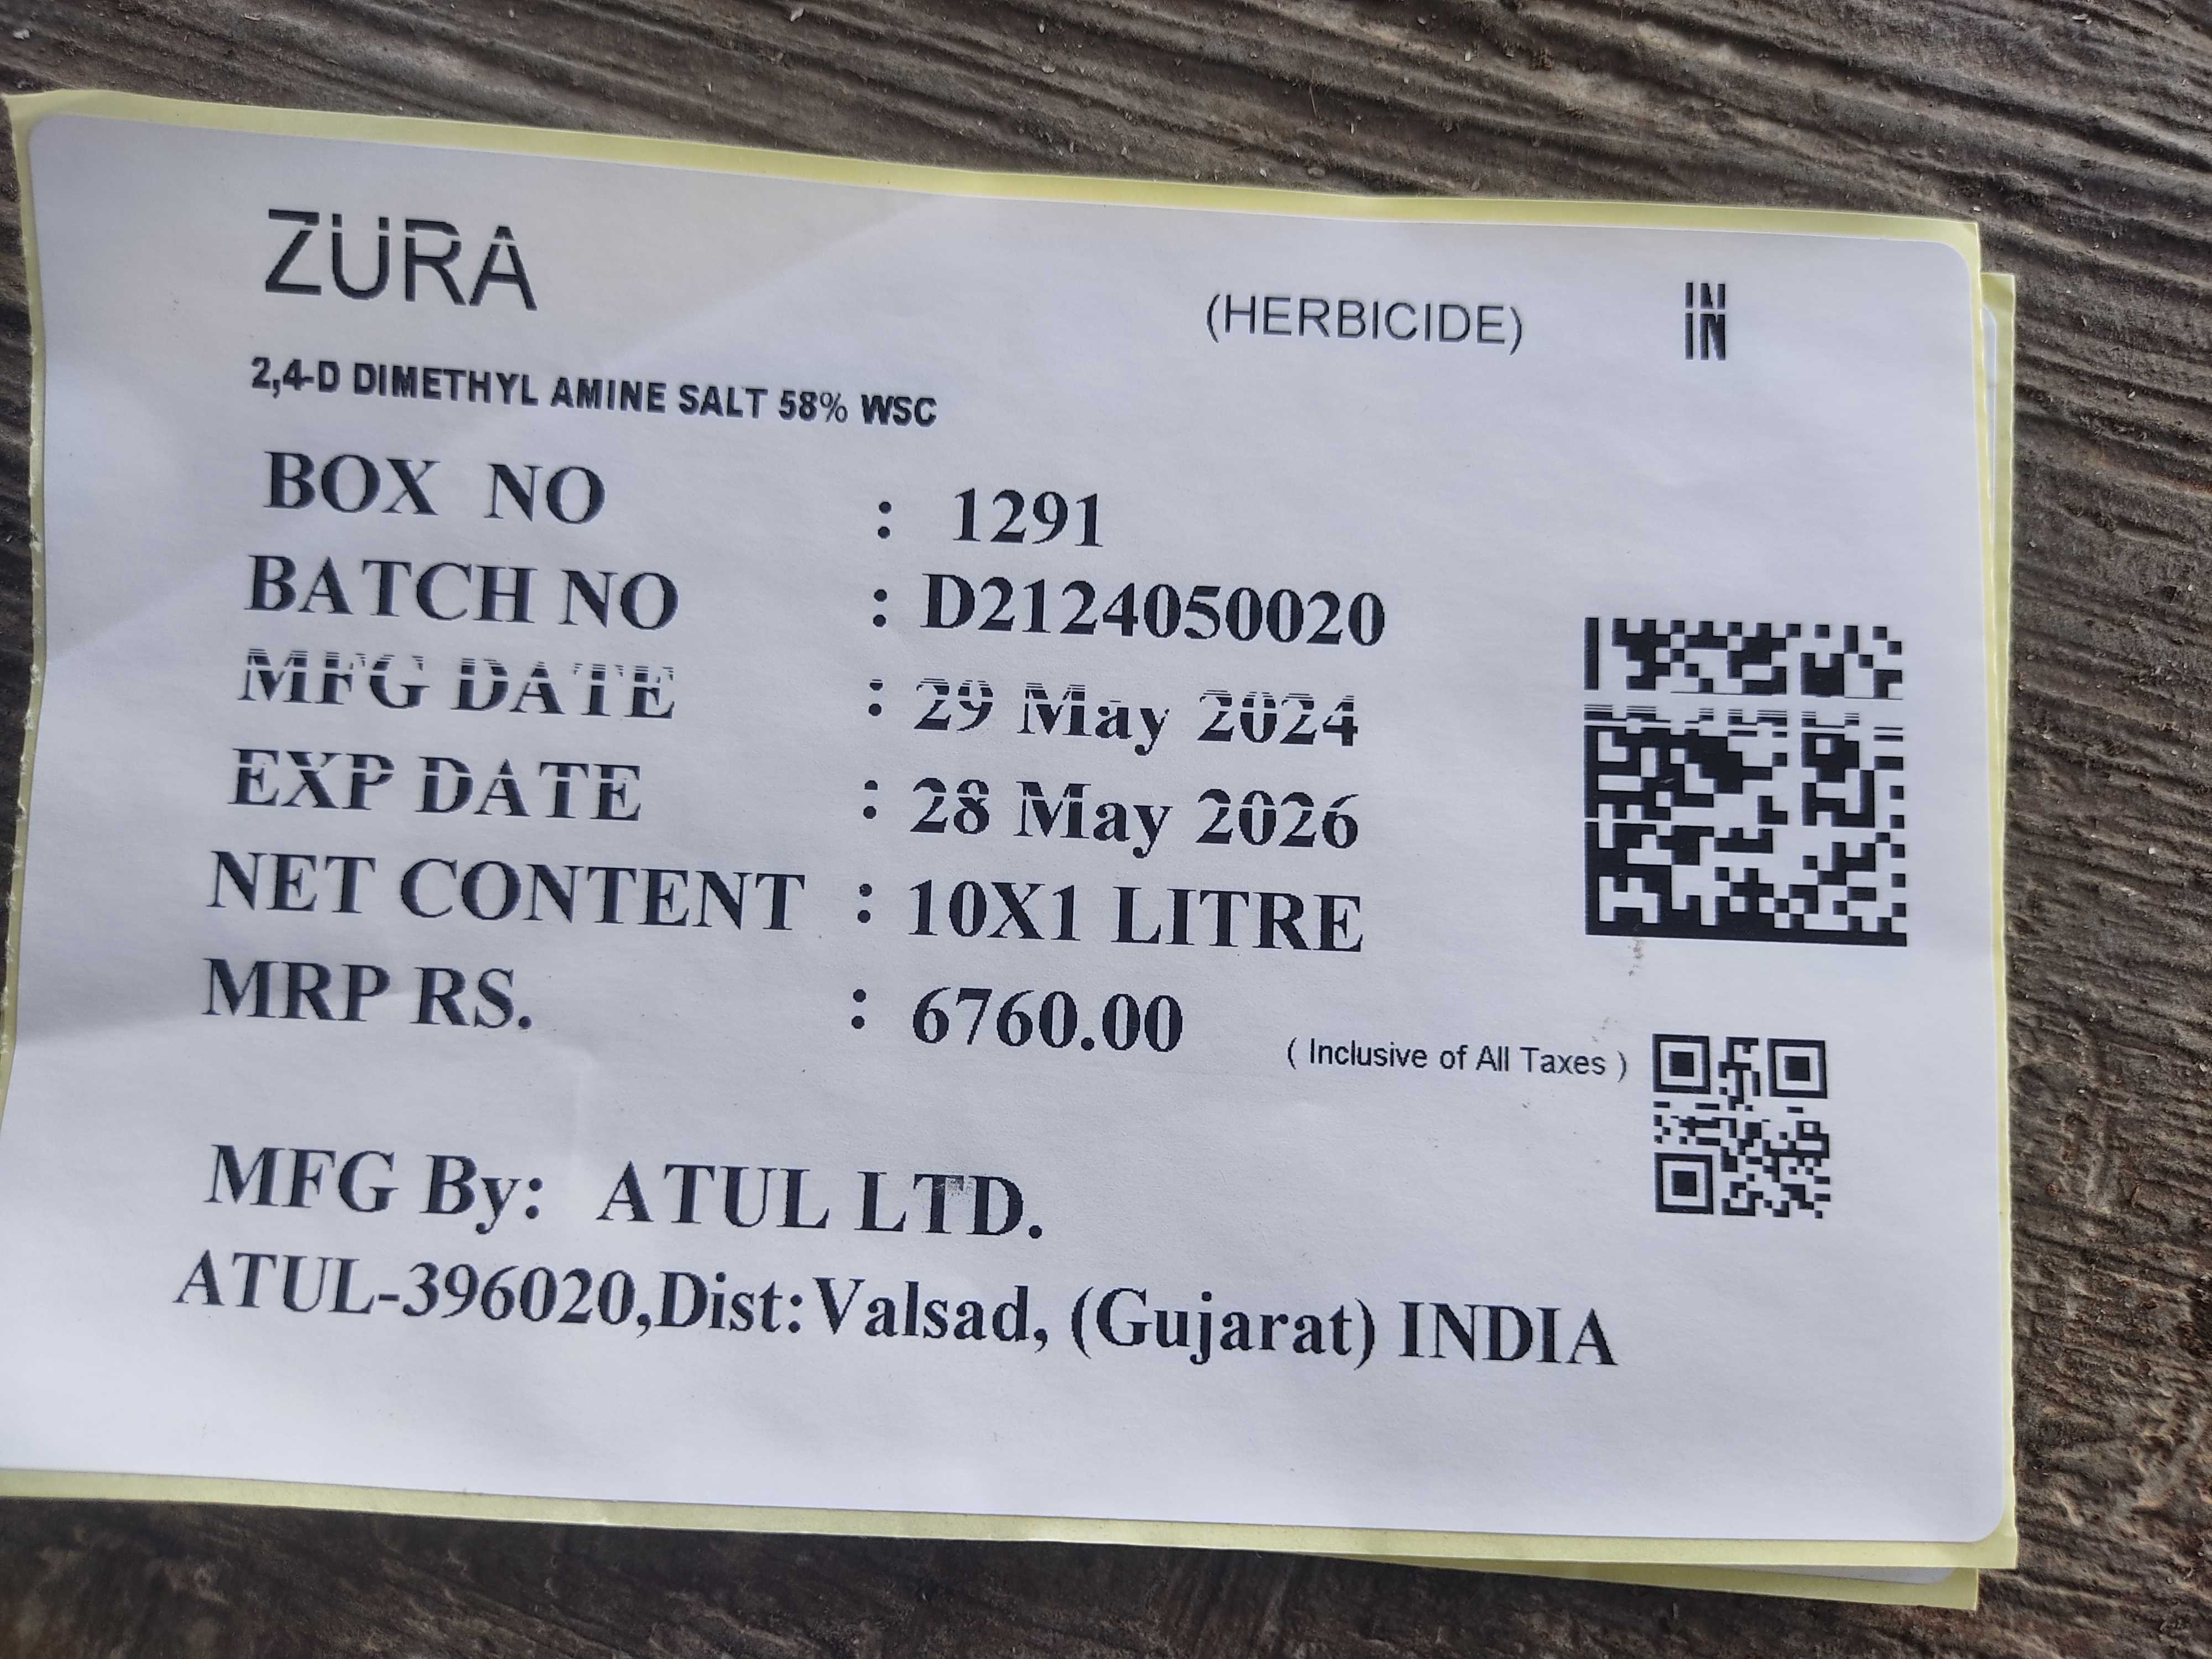 ZURA
(HERBICIDE)
IN
2,4-D DIMETHYL AMINE SALT 58% WSC
BOX NO : 1291
BATCH NO : D2124050020
MFG DATE : 29 May 2024
EXP DATE : 28 May 2026
NET CONTENT : 10X1 LITRE
MRP RS. : 6760.00 ( Inclusive of All Taxes )
MFG By: ATUL LTD.
ATUL-396020,Dist:Valsad, (Gujarat) INDIA